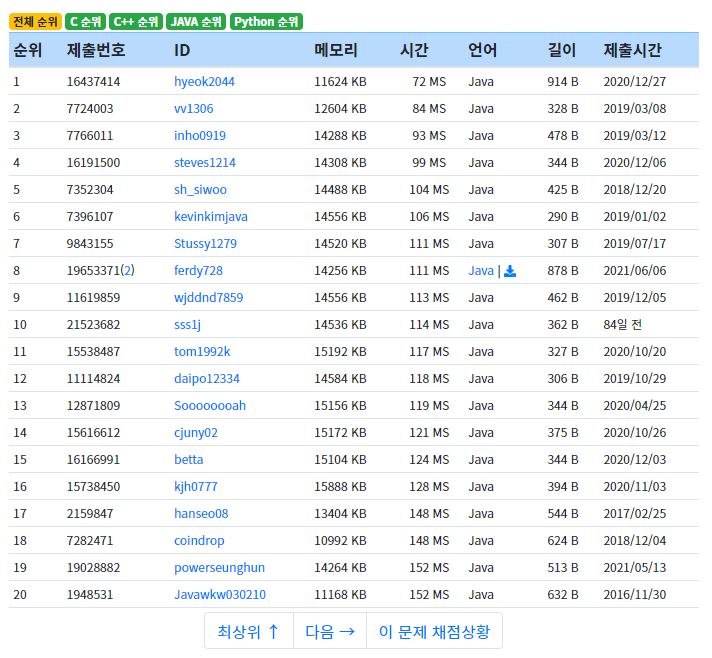 전체 순위 C 순위 C++ 순위 JAVA 순위 Python 순위
순위 제출번호 ID 메모리 시간 언어 길이 제출시간
1 16437414 hyeok2044 11624 KB 72 MS Java 914 B 2020/12/27
2 7724003 vv1306 12604 KB 84 MS Java 328 B 2019/03/08
3 7766011 inho0919 14288 KB 93 MS Java 478 B 2019/03/12
4 16191500 steves1214 14308 KB 99 MS Java 344 B 2020/12/06
5 7352304 sh_siwoo 14488 KB 104 MS Java 425 B 2018/12/20
6 7396107 kevinkimjava 14556 KB 106 MS Java 290 B 2019/01/02
7 9843155 Stussy1279 14520 KB 111 MS Java 307 B 2019/07/17
8 19653371(2) ferdy728 14256 KB 111 MS Java | 878 B 2021/06/06
9 11619859 wjddnd7859 14556 KB 113 MS Java 462 B 2019/12/05
10 21523682 sss1j 14536 KB 114 MS Java 362 B 84일 전
11 15538487 tom1992k 15192 KB 117 MS Java 327 B 2020/10/20
12 11114824 daipo12334 14584 KB 118 MS Java 306 B 2019/10/29
13 12871809 Soooooooah 15156 KB 119 MS Java 344 B 2020/04/25
14 15616612 cjuny02 15172 KB 121 MS Java 375 B 2020/10/26
15 16166991 betta 15104 KB 124 MS Java 344 B 2020/12/03
16 15738450 kjh0777 15888 KB 128 MS Java 394 B 2020/11/03
17 2159847 hanseo08 13404 KB 148 MS Java 544 B 2017/02/25
18 7282471 coindrop 10992 KB 148 MS Java 624 B 2018/12/04
19 19028882 powerseunghun 14264 KB 152 MS Java 513 B 2021/05/13
20 1948531 Javawkw030210 11168 KB 152 MS Java 632 B 2016/11/30
최상위 ↑ 다음 → 이 문제 채점상황